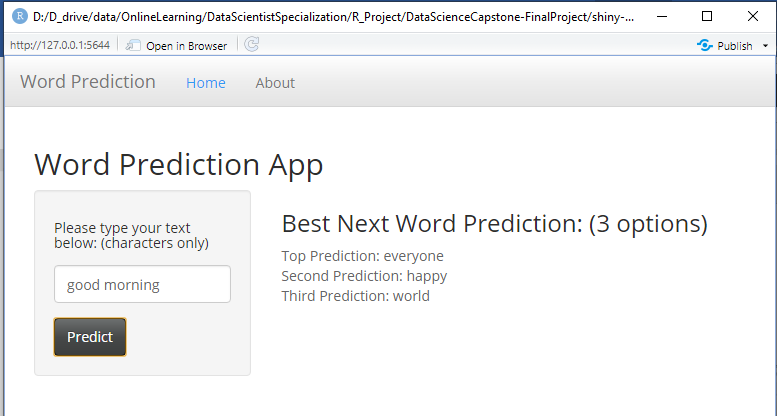 D:/D_drive/data/OnlineLearning/DataScientistSpecialization/R_Project/DataScienceCapstone-FinalProject/shiny-...
http://127.0.0.1:5644 Open in Browser Publish
Word Prediction Home About
Word Prediction App
Please type your text
below: (characters only)
good morning
Predict
Best Next Word Prediction: (3 options)
Top Prediction: everyone
Second Prediction: happy
Third Prediction: world